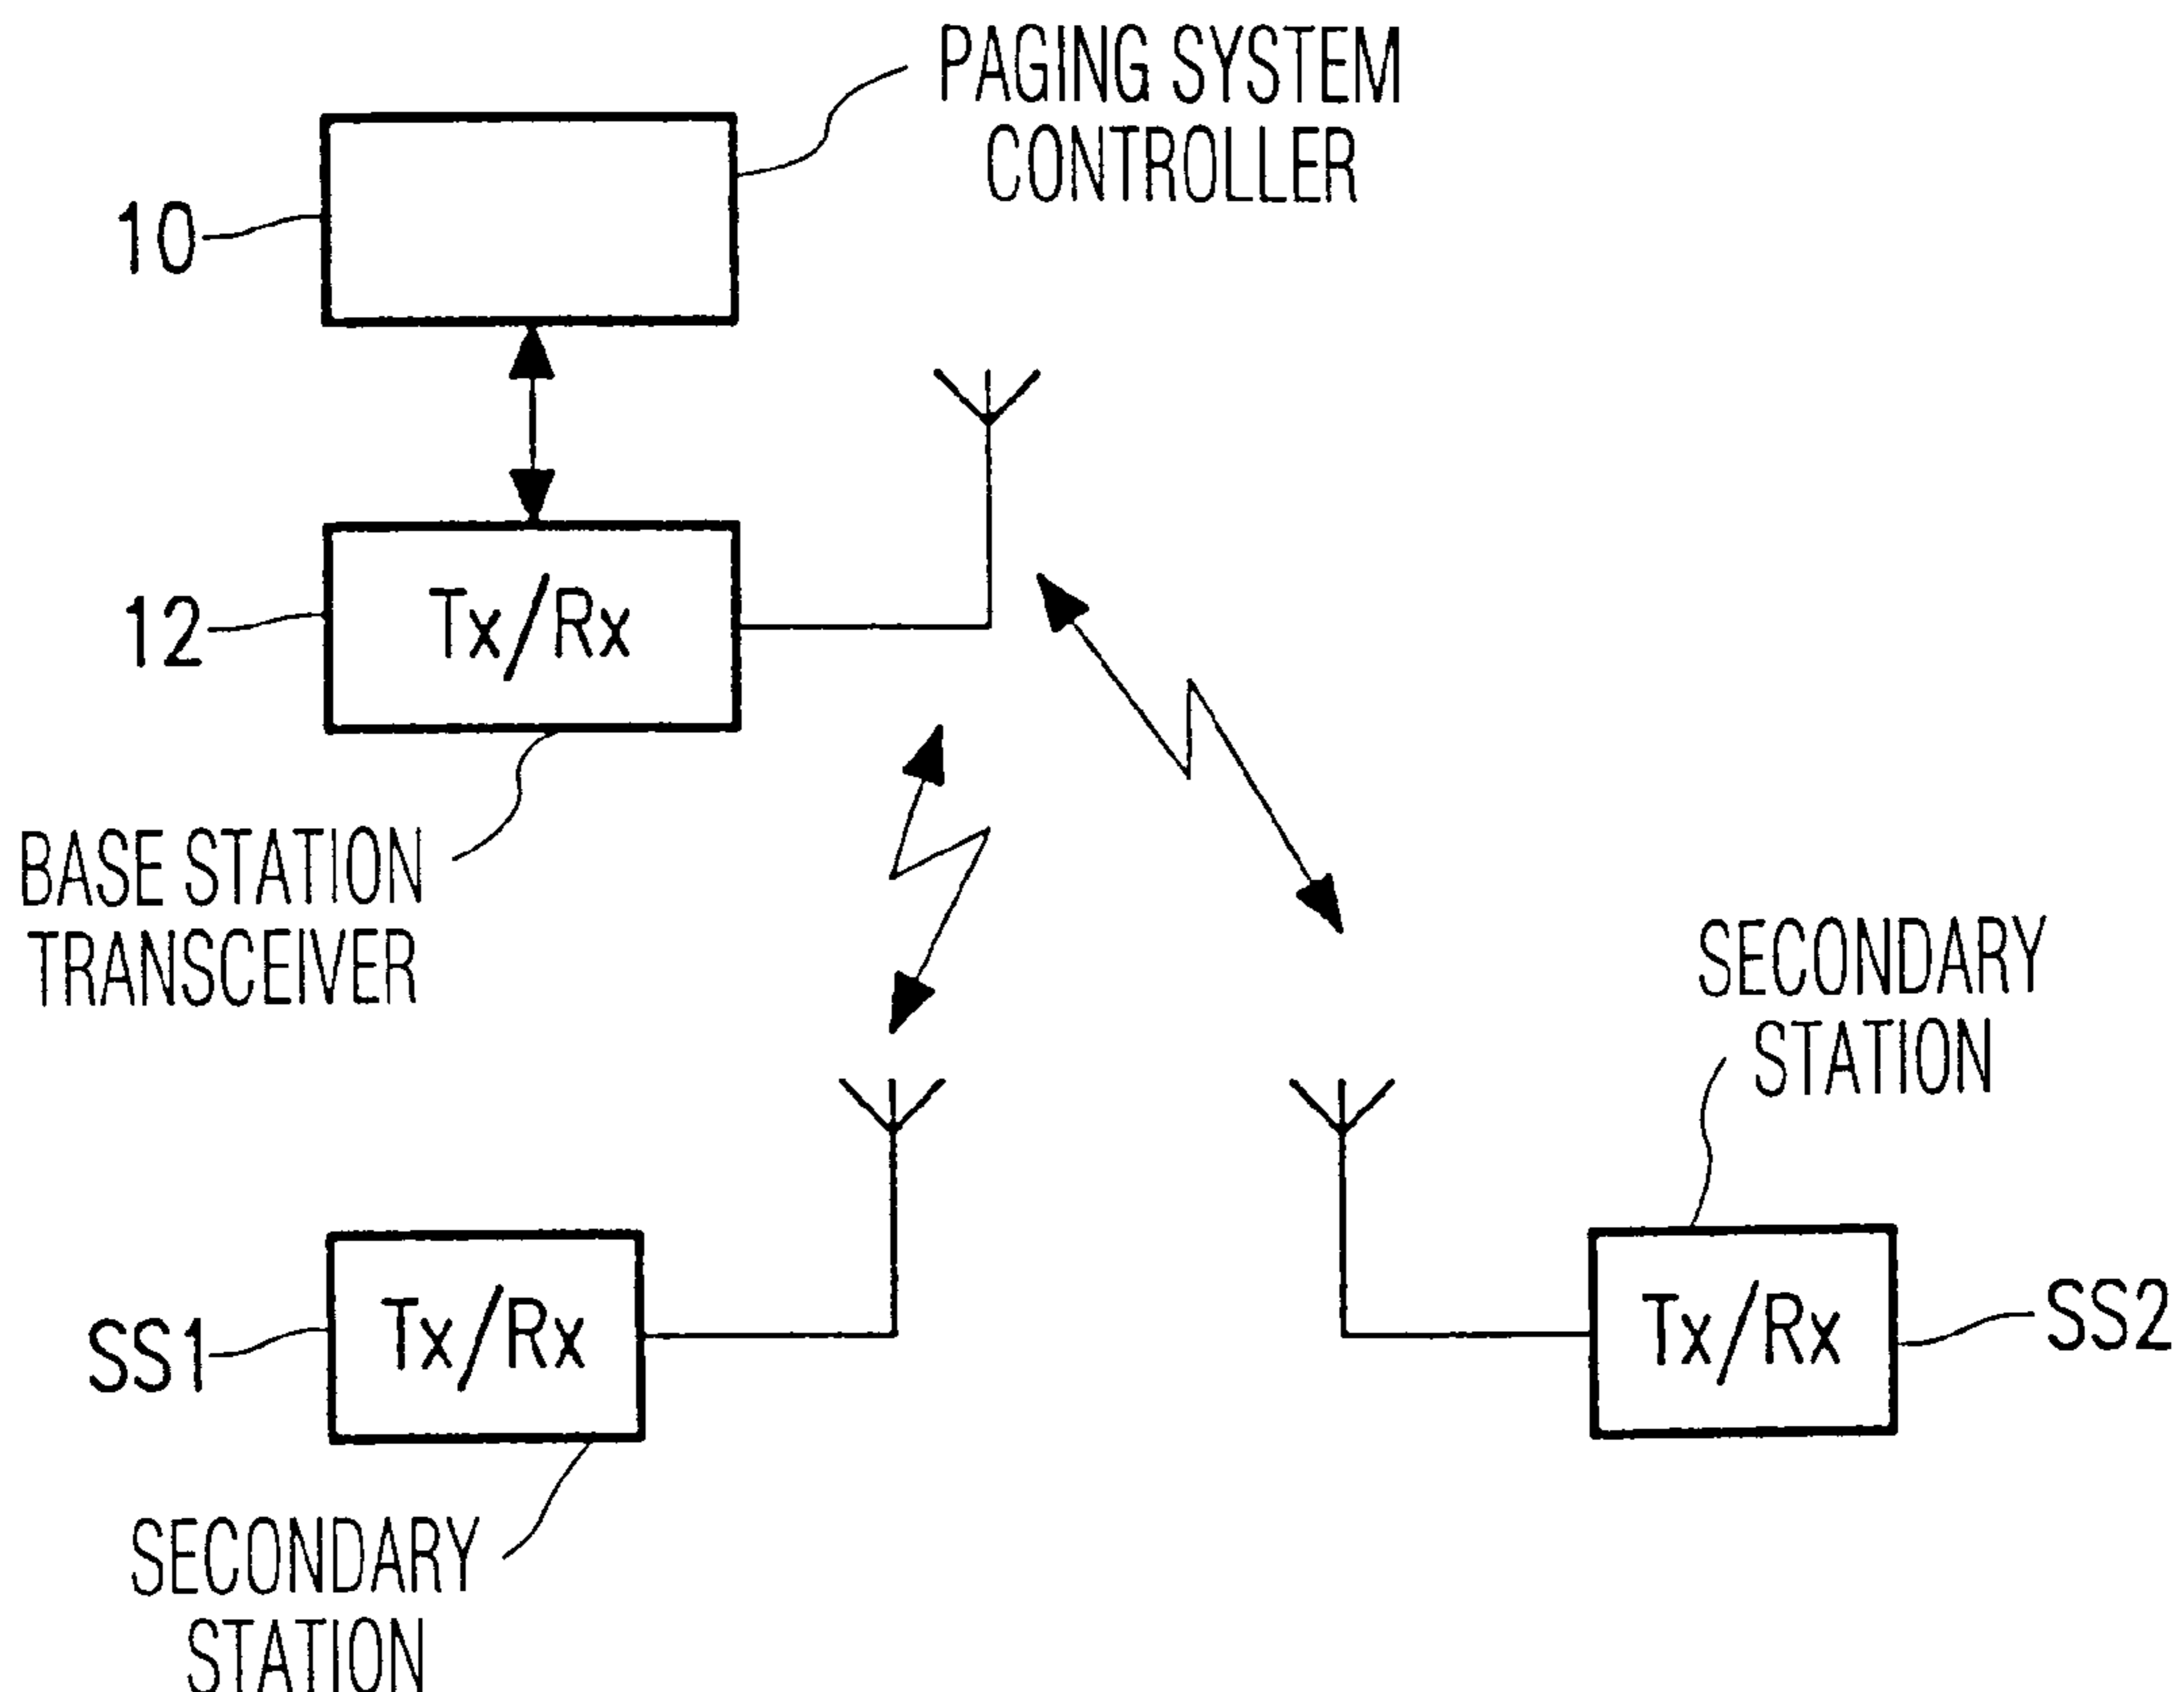 PAGING SYSTEM
CONTROLLER
10
12
Tx/Rx
BASE STATION
TRANSCEIVER
SECONDARY
STATION
SS1
Tx/Rx
Tx/Rx
SS2
SECONDARY
STATION